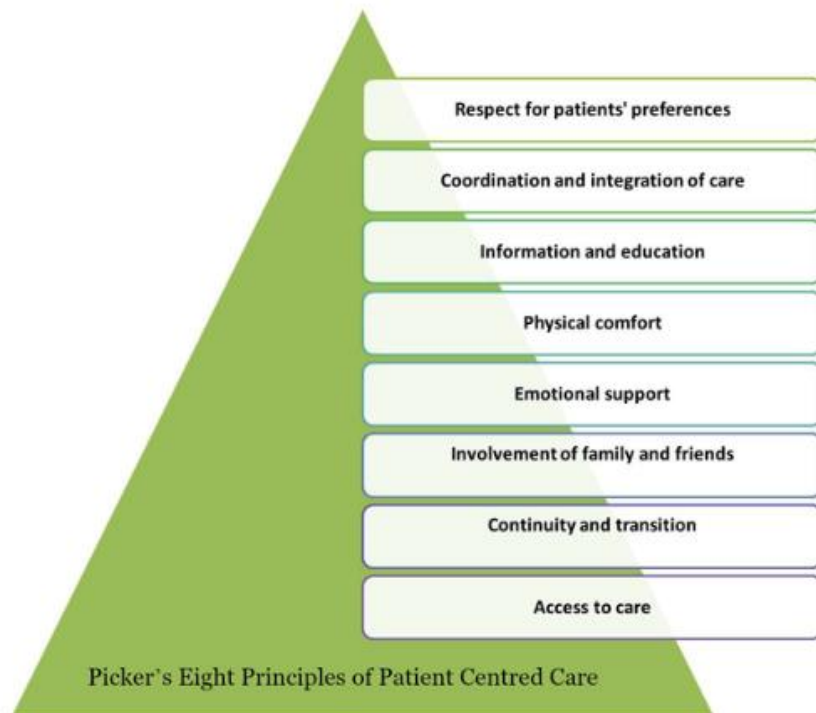 Respect for patients' preferences
Coordination and integration of care
Information and education
Physical comfort
Emotional support
Involvement of family and friends
Continuity and transition
Access to care
Picker's Eight Principles of Patient Centred Care